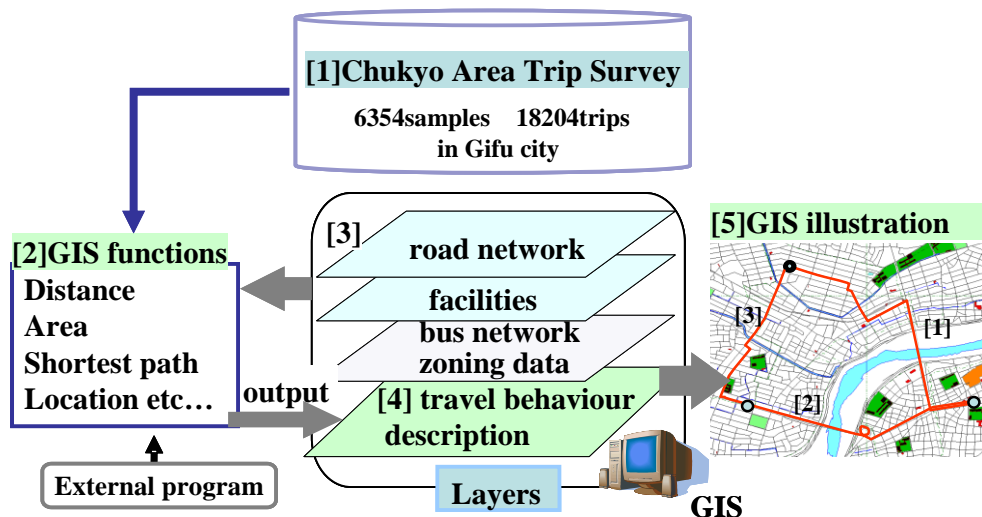 [1]Chukyo Area Trip Survey
6354samples 18204trips
in Gifu city
[2]GIS functions
Distance
Area
Shortest path
Location etc…
External program
output
[3]
road network
facilities
bus network
zoning data
[4] travel behaviour
description
Layers
GIS
[5]GIS illustration
[3]
[1]
[2]